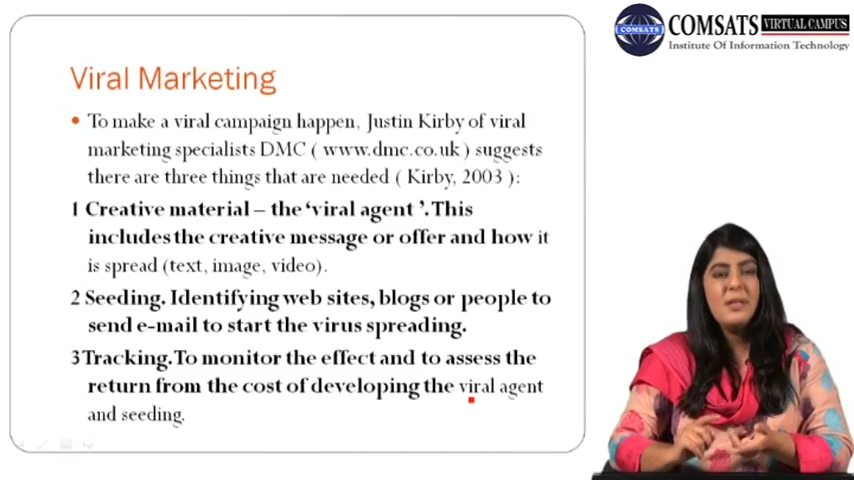 COMSATS VIRTUAL CAMPUS
COMSATS
Institute Of Information Technology
Viral Marketing
• To make a viral campaign happen, Justin Kirby of viral
marketing specialists DMC ( www.dmc.co.uk ) suggests
there are three things that are needed ( Kirby, 2003 ):
1 Creative material – the ‘viral agent ’. This
includes the creative message or offer and how it
is spread (text, image, video).
2 Seeding. Identifying web sites, blogs or people to
send e-mail to start the virus spreading.
3Tracking. To monitor the effect and to assess the
return from the cost of developing the viral agent
and seeding.